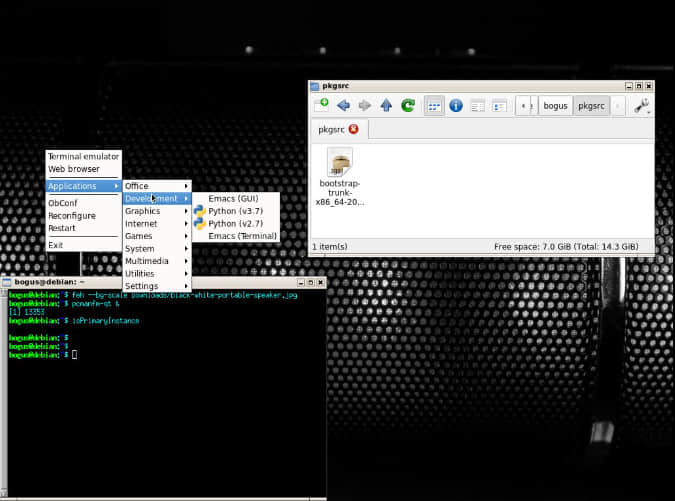 pkgsrc
bogus
pkgsrc
pkgsrc
bootstrap-
trunk-
x86_64-20...
1 item(s)
Free space: 7.0 GiB (Total: 14.3 GiB)
Terminal emulator
Web browser
Applications
ObConf
Reconfigure
Restart
Exit
Office
Development
Graphics
Internet
Games
System
Multimedia
Utilities
Settings
Emacs (GUI)
Python (v3.7)
Python (v2.7)
Emacs (Terminal)
bogus@debian: ~
bogus@debian:~$ feh --bg-scale Downloads/black-white-portable-speaker.jpg
bogus@debian:~$ pcmanfm-qt &
[1] 13353
bogus@debian:~$ isPrimaryInstance
bogus@debian:~$
bogus@debian:~$
bogus@debian:~$